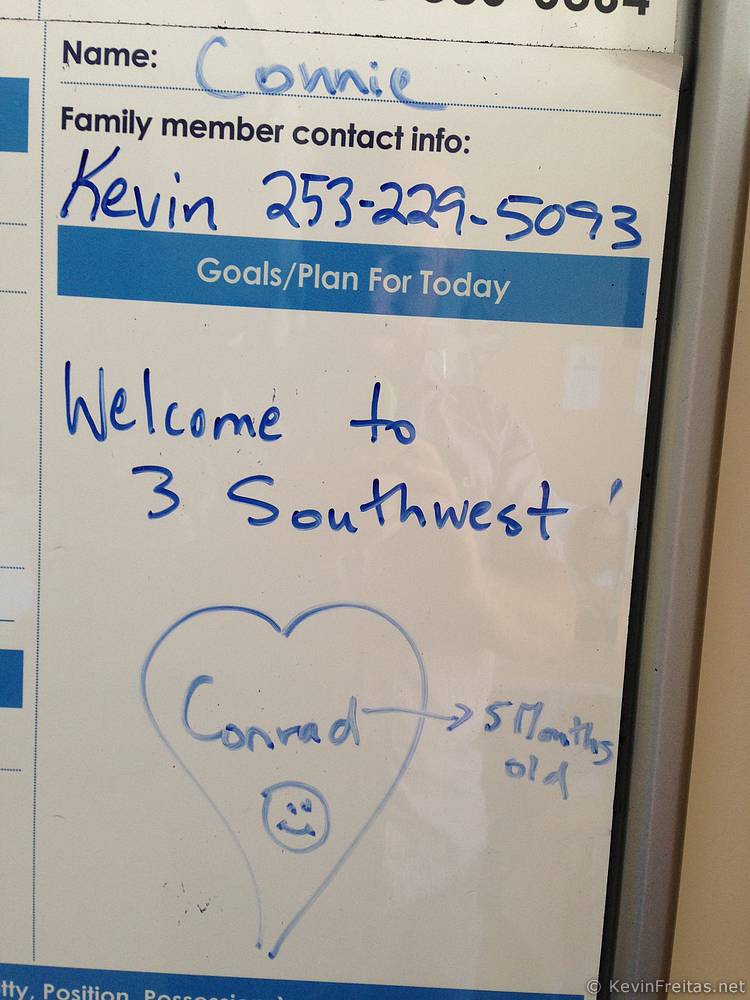 Name: Connie
Family member contact info:
Kevin 253-229-5093
Goals/Plan For Today
Welcome to
3 Southwest
Conrad → 5 Months
old
Position,
© KevinFreitas.net